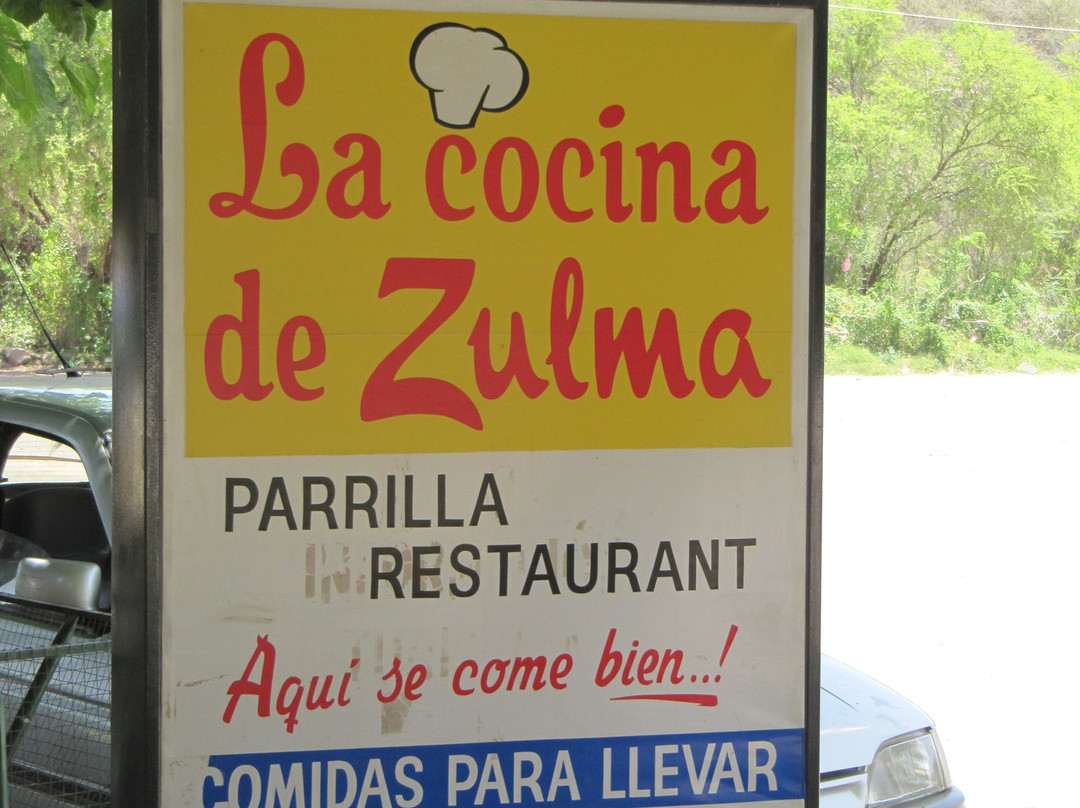 La cocina
de Zulma
PARRILLA
RESTAURANT
Aquí se come bien...!
COMIDAS PARA LLEVAR